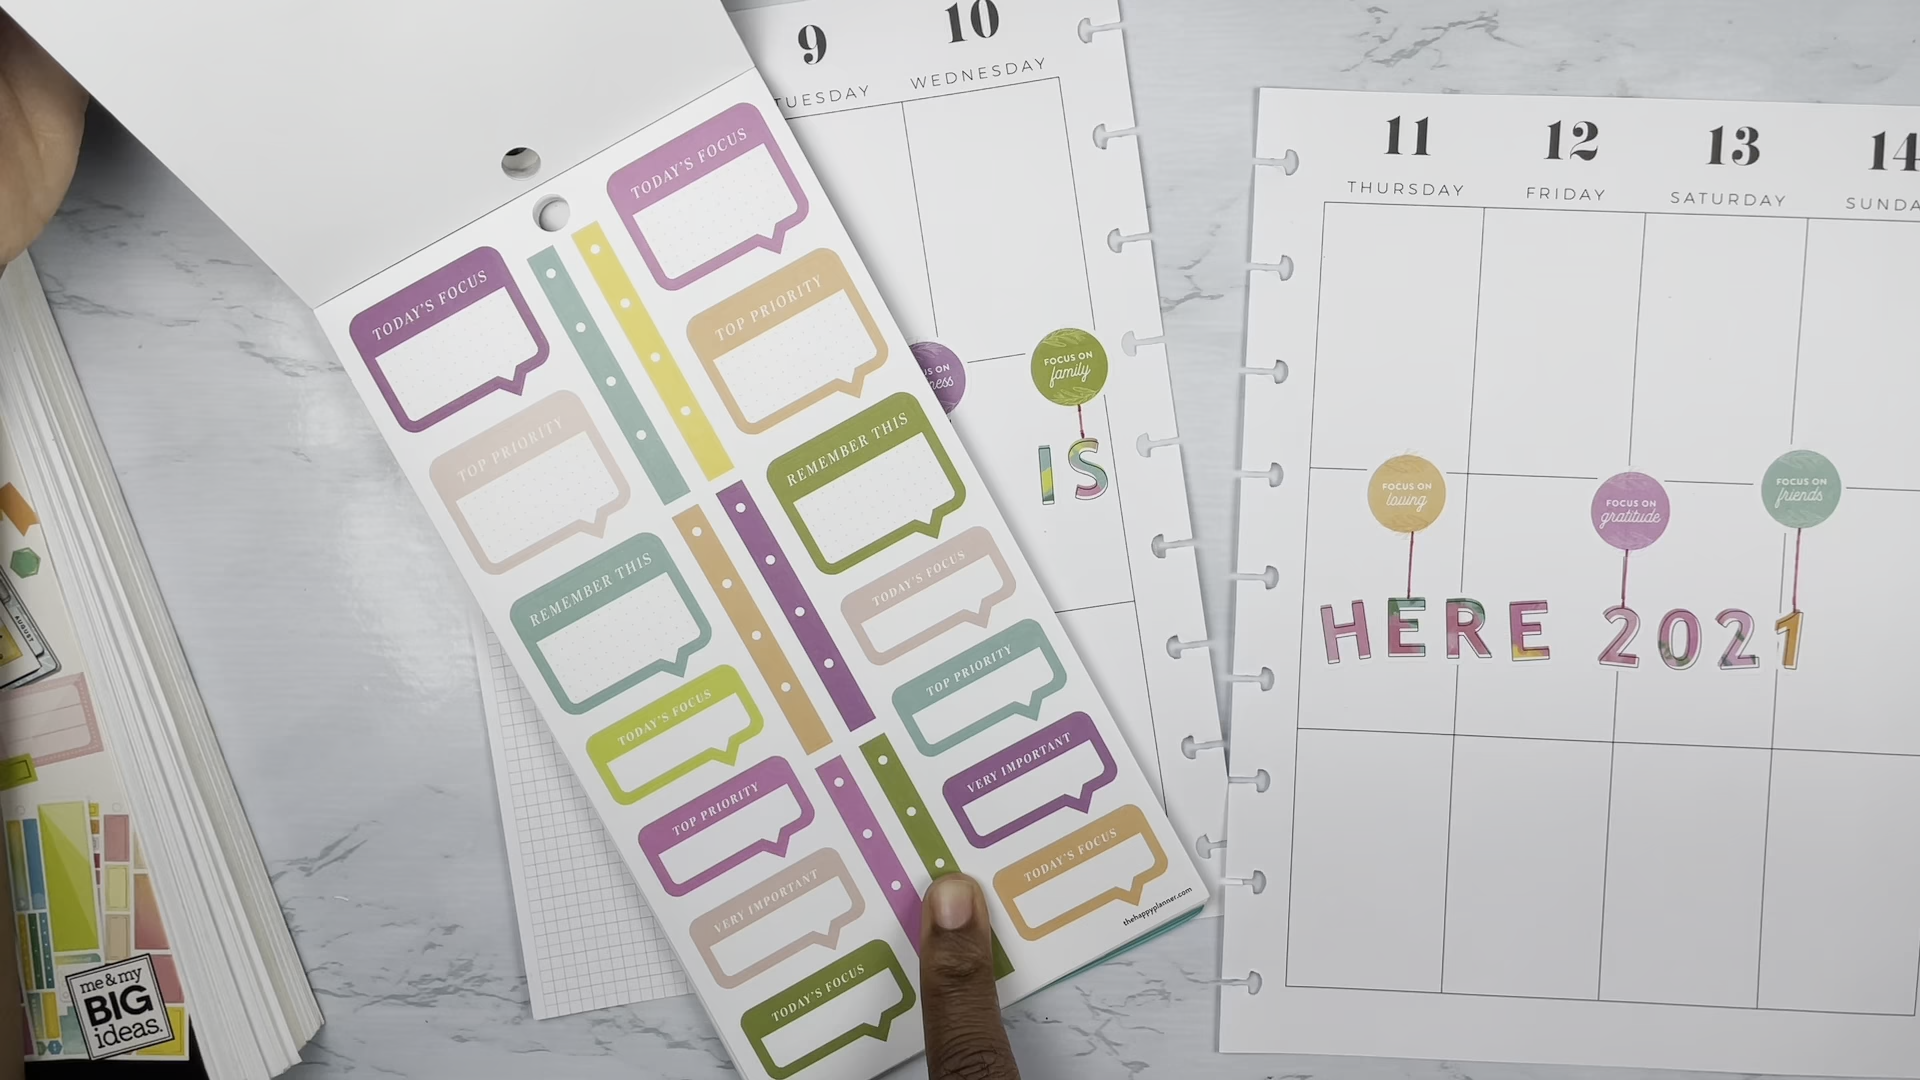 9
10
TUESDAY
WEDNESDAY
11
12
13
14
THURSDAY
FRIDAY
SATURDAY
TODAY'S FOCUS
TODAY'S FOCUS
TOP PRIORITY
TOP PRIORITY
REMEMBER THIS
REMEMBER THIS
TODAY'S FOCUS
TODAY'S FOCUS
TOP PRIORITY
TOP PRIORITY
VERY IMPORTANT
VERY IMPORTANT
TODAY'S FOCUS
TODAY'S FOCUS
thehappyplanner.com
FOCUS ON
family
IS
FOCUS ON
loving
FOCUS ON
gratitude
FOCUS ON
friends
HERE 2021
AUGUST
me & my
BIG
ideas.